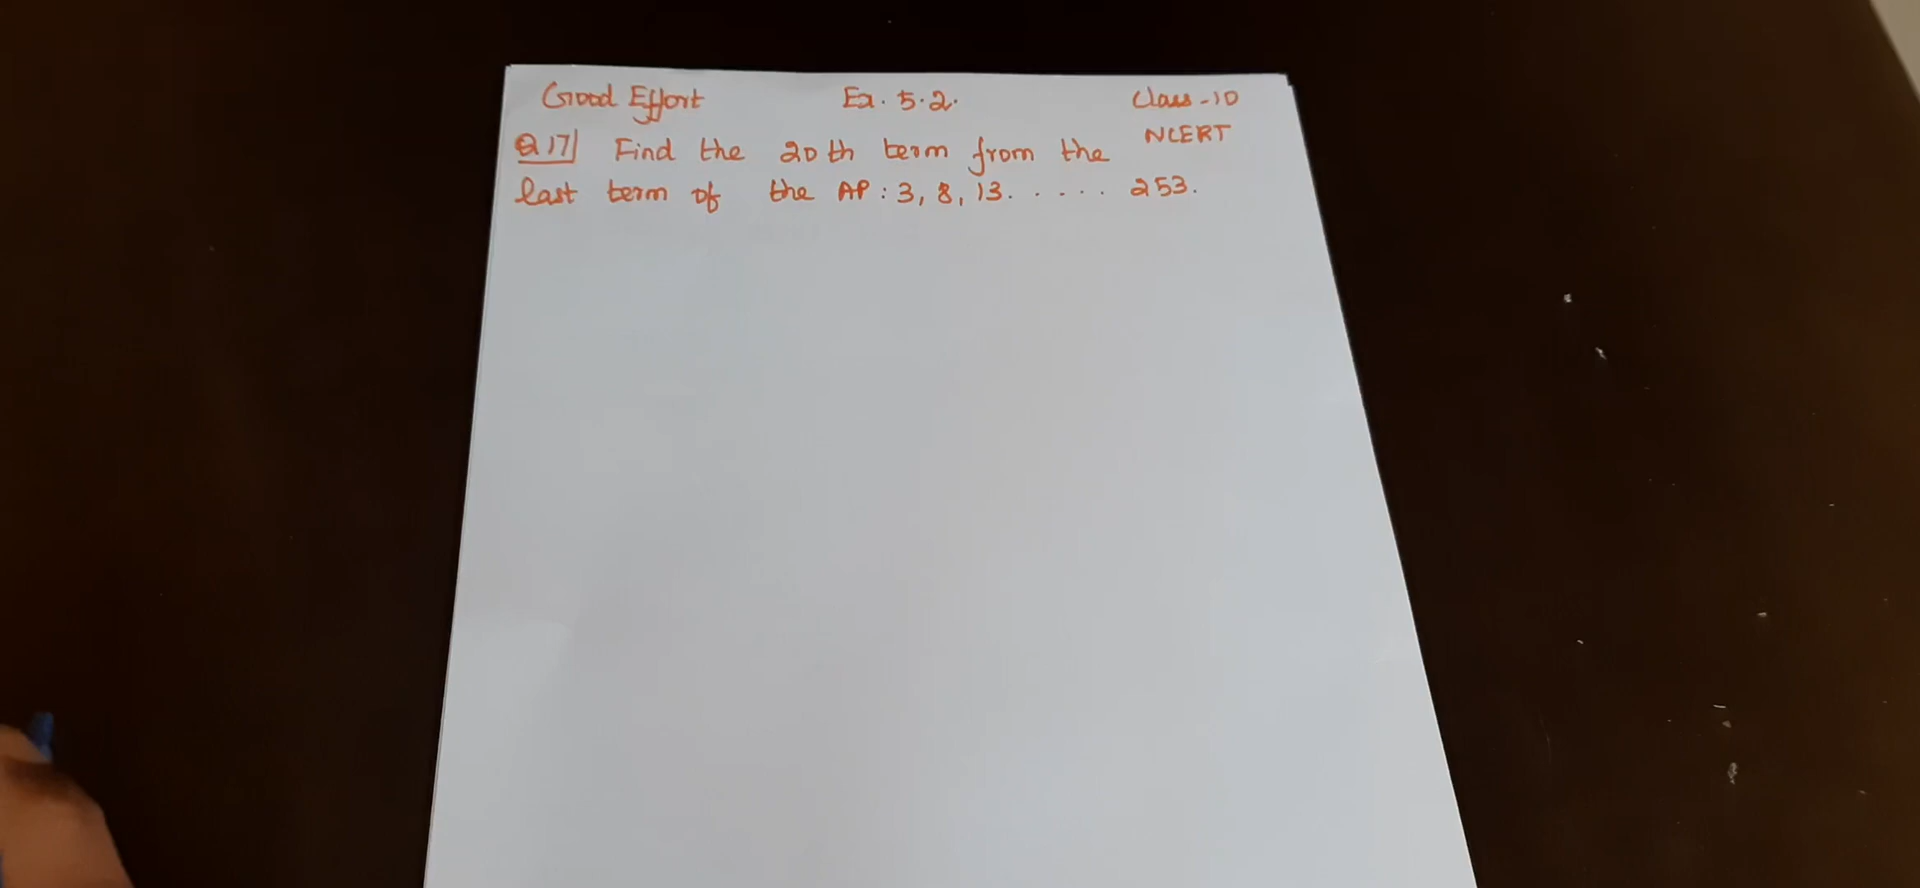 Good Effort Ex. 5.2. Class-10
NCERT
Q 17| Find the 20th term from the
last term of the AP : 3, 8, 13. ..... 253.